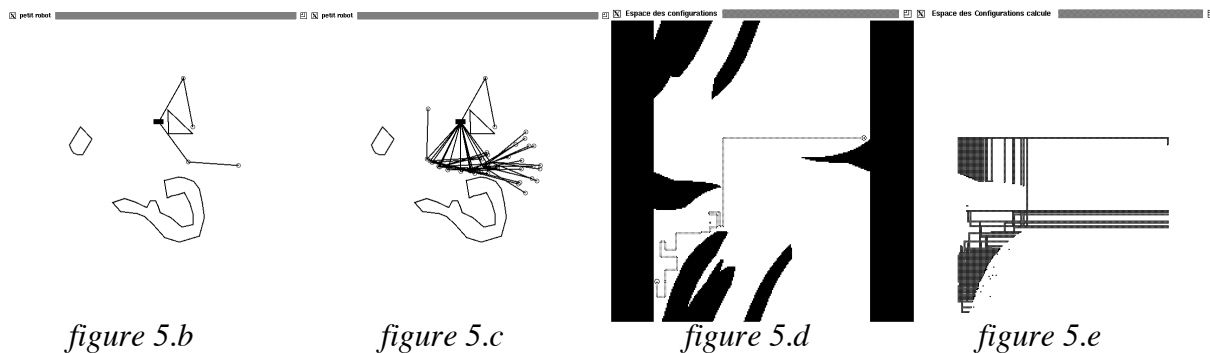 petit robot
petit robot
Espace des configurations
Espace des Configurations calcule
figure 5.b
figure 5.c
figure 5.d
figure 5.e